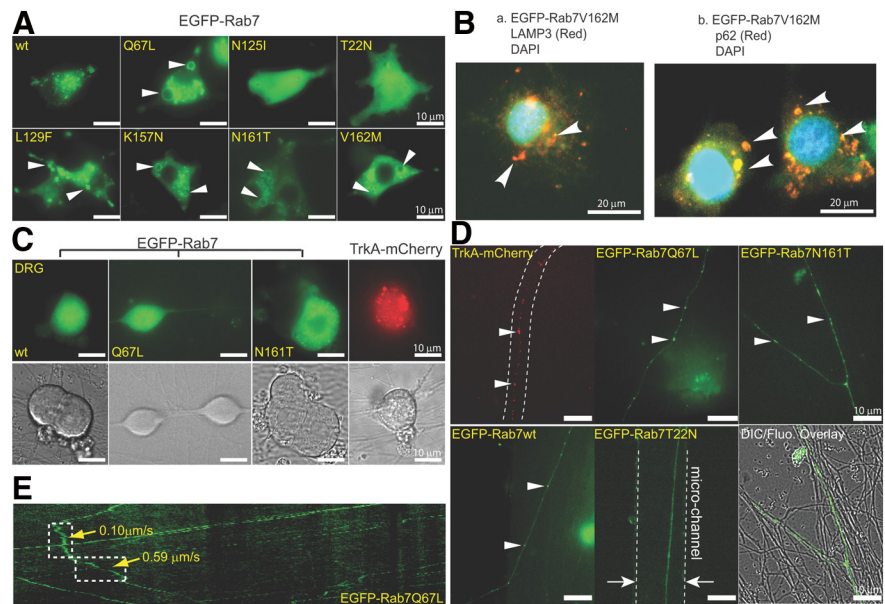 A
EGFP-Rab7
wt
Q67L
N125I
T22N
10 µm
L129F
K157N
N161T
V162M
10 µm
B
a. EGFP-Rab7V162M
LAMP3 (Red)
DAPI
b. EGFP-Rab7V162M
p62 (Red)
DAPI
20 µm
20 µm
C
EGFP-Rab7
TrkA-mCherry
DRG
wt
Q67L
N161T
10 µm
10 µm
D
TrkA-mCherry
EGFP-Rab7Q67L
EGFP-Rab7N161T
10 µm
EGFP-Rab7wt
EGFP-Rab7T22N
DIC/Fluo. Overlay
micro-channel
10 µm
E
0.10µm/s
0.59 µm/s
EGFP-Rab7Q67L